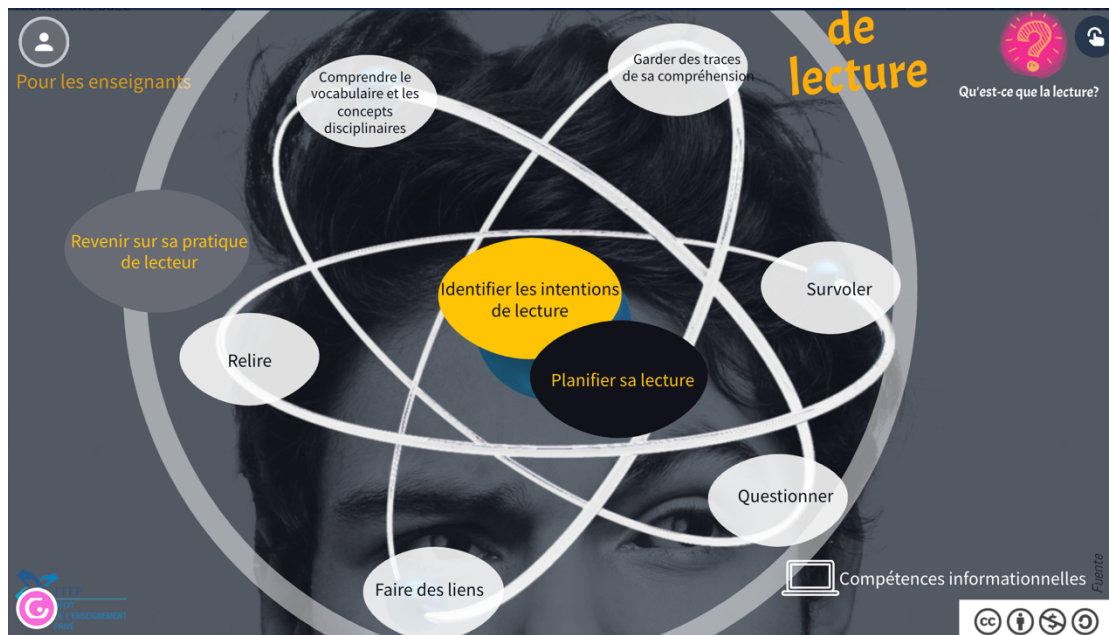 de
lecture
Pour les enseignants
Qu'est-ce que la lecture?
Comprendre le
vocabulaire et les
concepts
disciplinaires
Garder des traces
de sa compréhension
Revenir sur sa pratique
de lecteur
Identifier les intentions
de lecture
Survoler
Relire
Planifier sa lecture
Questionner
Faire des liens
Compétences informationnelles
Fuente
cc